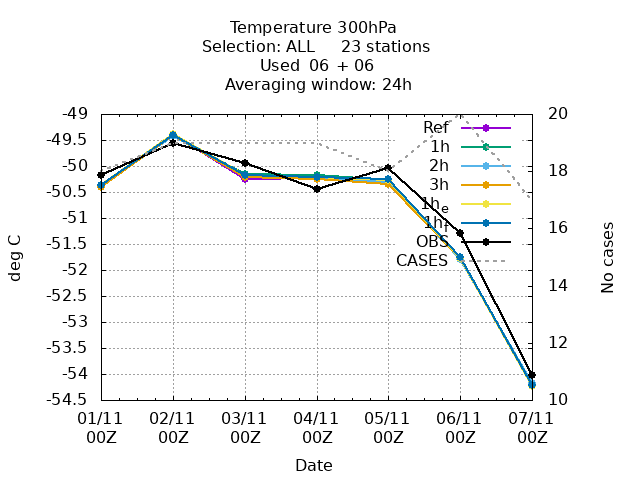 Temperature 300hPa
Selection: ALL 23 stations
Used 06 + 06
Averaging window: 24h
-49
-49.5
-50
-50.5
-51
-51.5
-52
-52.5
-53
-53.5
-54
-54.5
deg C
20
18
16
14
12
10
No cases
Ref
1h
2h
3h
1he
1hf
OBS
CASES
01/11 02/11 03/11 04/11 05/11 06/11 07/11
00Z 00Z 00Z 00Z 00Z 00Z 00Z
Date